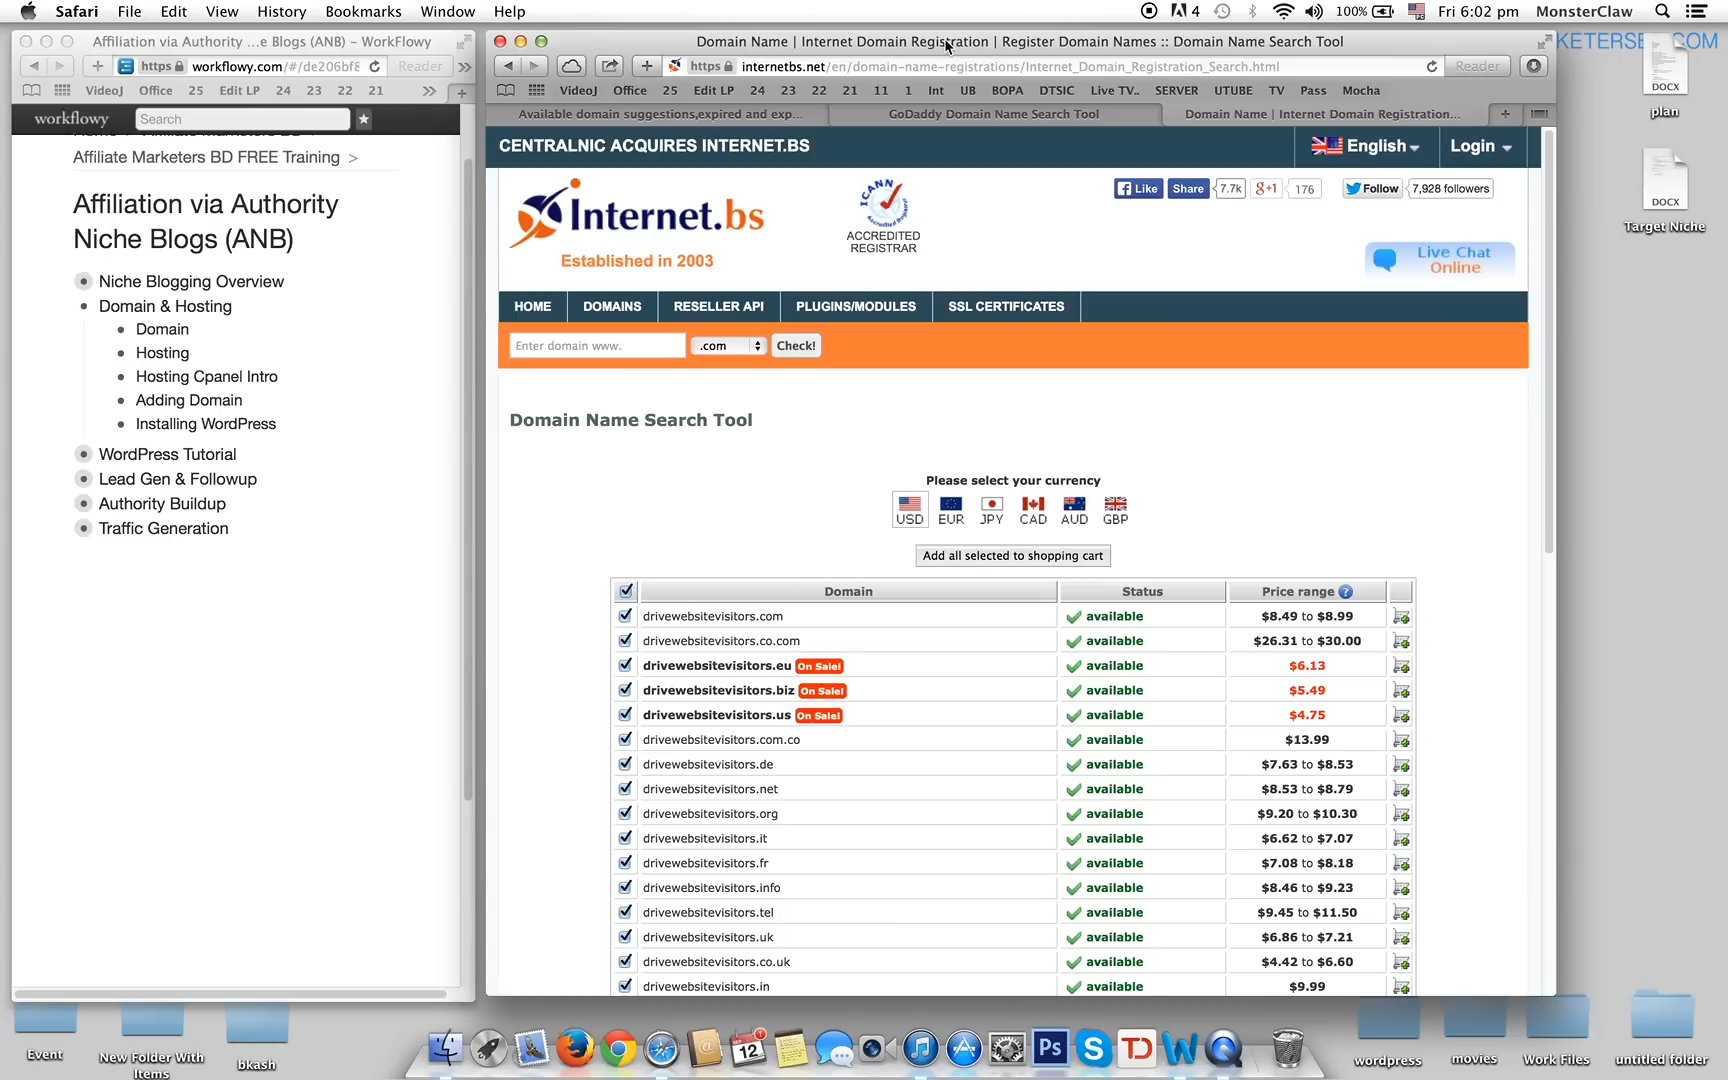 Safari File Edit View History Bookmarks Window Help
4 100% Fri 6:02 pm MonsterClaw
Affiliation via Authority ...e Blogs (ANB) – WorkFlowy
https workflowy.com/#/de206bf8 Reader
VideoJ Office 25 Edit LP 24 23 22 21
workflowy Search
Affiliate Marketers BD FREE Training >
Affiliation via Authority
Niche Blogs (ANB)
Niche Blogging Overview
Domain & Hosting
Domain
Hosting
Hosting Cpanel Intro
Adding Domain
Installing WordPress
WordPress Tutorial
Lead Gen & Followup
Authority Buildup
Traffic Generation
Domain Name | Internet Domain Registration | Register Domain Names :: Domain Name Search Tool
https internetbs.net/en/domain-name-registrations/Internet_Domain_Registration_Search.html Reader
VideoJ Office 25 Edit LP 24 23 22 21 11 1 Int UB BOPA DTSIC Live TV.. SERVER UTUBE TV Pass Mocha
Available domain suggestions,expired and exp... GoDaddy Domain Name Search Tool Domain Name | Internet Domain Registration...
CENTRALNIC ACQUIRES INTERNET.BS English Login
Internet.bs
Established in 2003
ICANN
ACCREDITED
REGISTRAR
Like Share 7.7k g+1 176 Follow 7,928 followers
Live Chat
Online
HOME DOMAINS RESELLER API PLUGINS/MODULES SSL CERTIFICATES
Enter domain www. .com Check!
Domain Name Search Tool
Please select your currency
USD EUR JPY CAD AUD GBP
Add all selected to shopping cart
Domain Status Price range ?
drivewebsitevisitors.com available $8.49 to $8.99
drivewebsitevisitors.co.com available $26.31 to $30.00
drivewebsitevisitors.eu On Sale! available $6.13
drivewebsitevisitors.biz On Sale! available $5.49
drivewebsitevisitors.us On Sale! available $4.75
drivewebsitevisitors.com.co available $13.99
drivewebsitevisitors.de available $7.63 to $8.53
drivewebsitevisitors.net available $8.53 to $8.79
drivewebsitevisitors.org available $9.20 to $10.30
drivewebsitevisitors.it available $6.62 to $7.07
drivewebsitevisitors.fr available $7.08 to $8.18
drivewebsitevisitors.info available $8.46 to $9.23
drivewebsitevisitors.tel available $9.45 to $11.50
drivewebsitevisitors.uk available $6.86 to $7.21
drivewebsitevisitors.co.uk available $4.42 to $6.60
drivewebsitevisitors.in available $9.99
DOCX
plan
DOCX
Target Niche
Event
New Folder With
Items
bkash
12 1
Ps
TD
wordpress
movies
Work Files
untitled folder